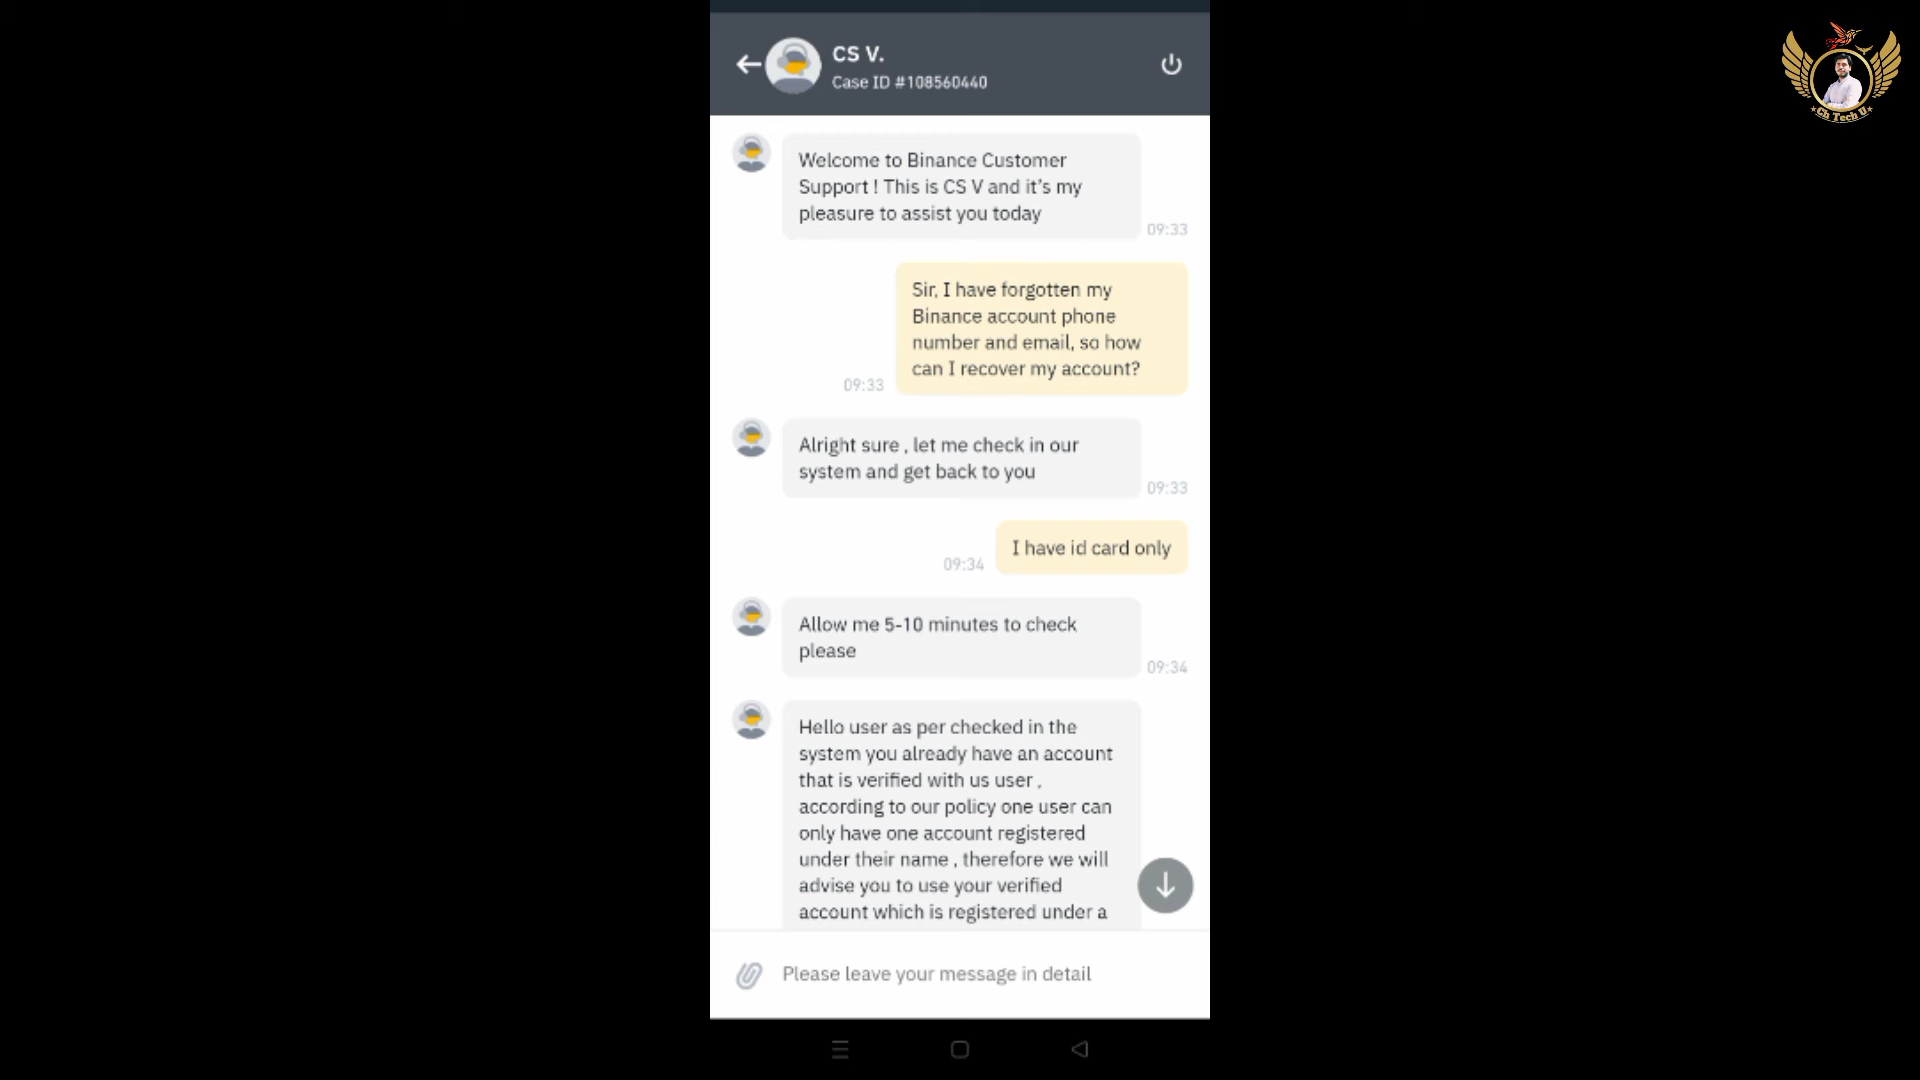 CS V.
Case ID #108560440
Ch Tech U
Welcome to Binance Customer
Support ! This is CS V and it's my
pleasure to assist you today
09:33
Sir, I have forgotten my
Binance account phone
number and email, so how
can I recover my account?
09:33
Alright sure , let me check in our
system and get back to you
09:33
I have id card only
09:34
Allow me 5-10 minutes to check
please
09:34
Hello user as per checked in the
system you already have an account
that is verified with us user ,
according to our policy one user can
only have one account registered
under their name , therefore we will
advise you to use your verified
account which is registered under a
Please leave your message in detail